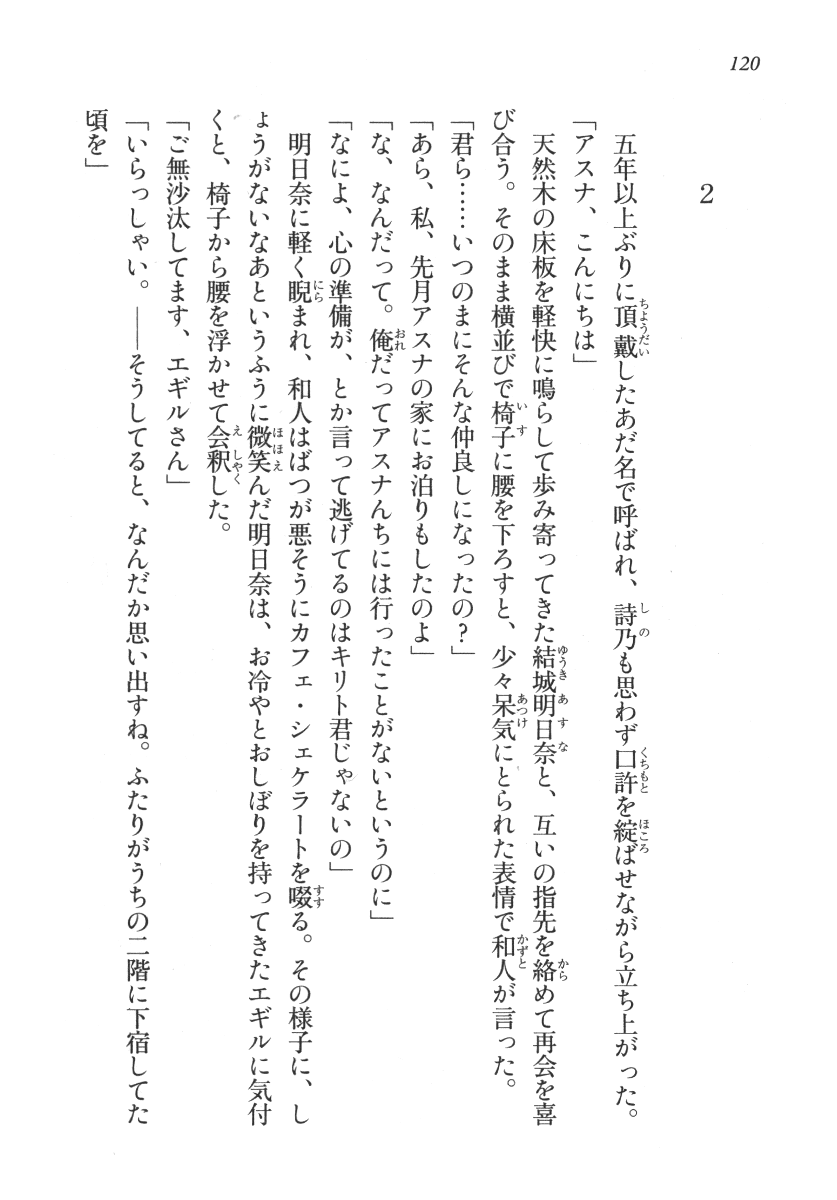 120
2
五年以上ぶりに頂戴したあだ名で呼ばれ、詩乃も思わず口許を綻ばせながら立ち上がった。
「アスナ、こんにちは」
天然木の床板を軽快に鳴らして歩み寄ってきた結城明日奈と、互いの指先を絡めて再会を喜
び合う。そのまま横並びで椅子に腰を下ろすと、少々呆気にとられた表情で和人が言った。
「君ら……いつのまにそんな仲良しになったの？」
「あら、私、先月アスナの家にお泊りもしたのよ」
「な、なんだって。俺だってアスナんちには行ったことがないというのに」
「なによ、心の準備が、とか言って逃げてるのはキリト君じゃないの」
明日奈に軽く睨まれ、和人はばつが悪そうにカフェ・シェケラートを啜る。その様子に、し
ょうがないなあというふうに微笑んだ明日奈は、お冷やとおしぼりを持ってきたエギルに気付
くと、椅子から腰を浮かせて会釈した。
「ご無沙汰してます、エギルさん」
「いらっしゃい。――そうしてると、なんだか思い出すね。ふたりがうちの二階に下宿してた
頃を」